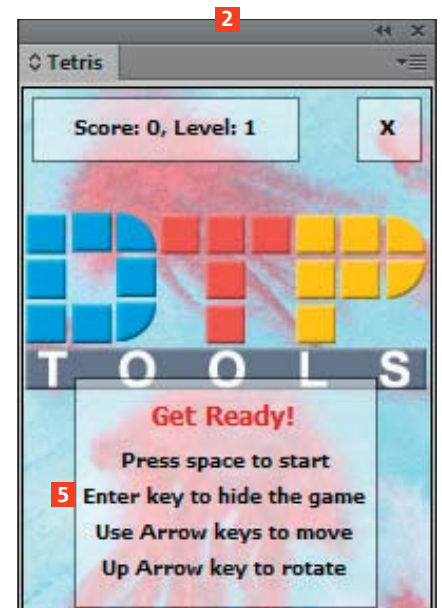 2
Tetris
Score: 0, Level: 1
X
DTP
TOOLS
Get Ready!
Press space to start
5 Enter key to hide the game
Use Arrow keys to move
Up Arrow key to rotate